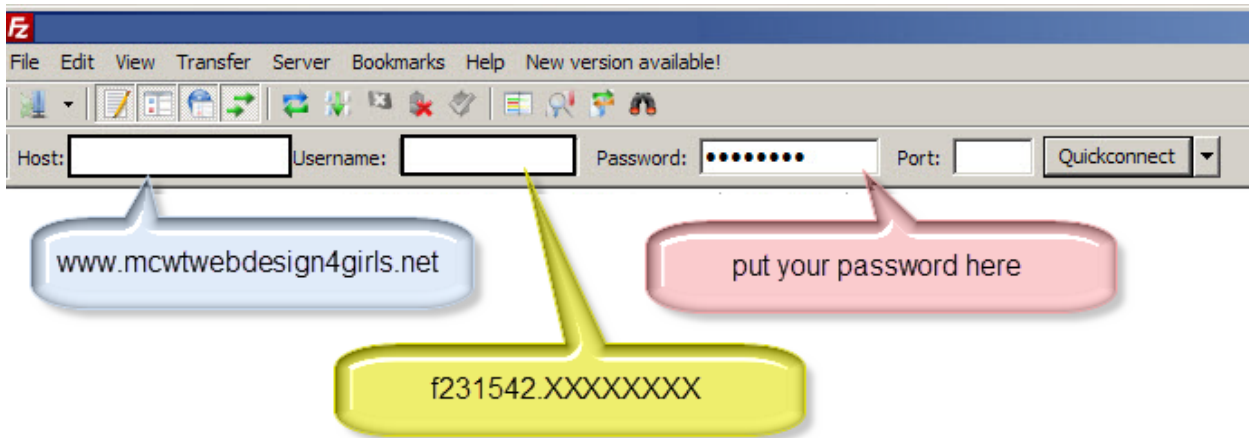 Fz
File Edit View Transfer Server Bookmarks Help New version available!
Host: Username: Password: •••••••• Port: Quickconnect
www.mcwtwebdesign4girls.net
put your password here
f231542.XXXXXXXX